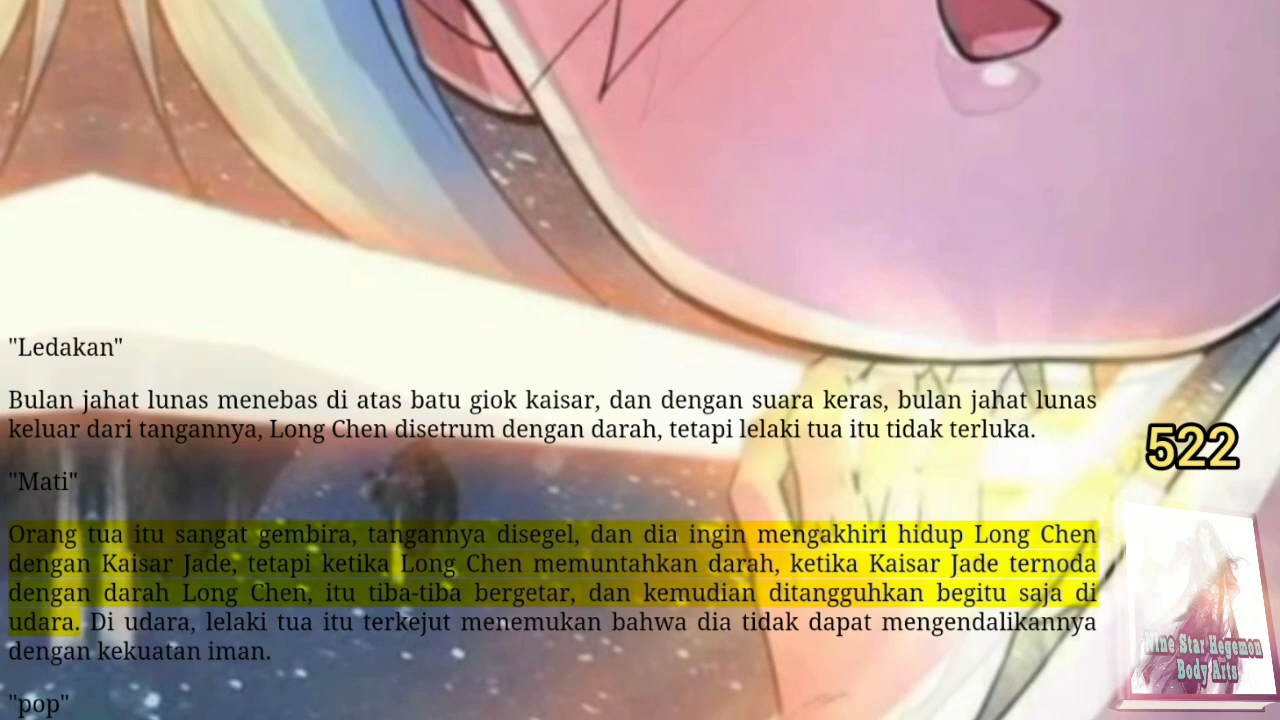 "Ledakan"
Bulan jahat lunas menebas di atas batu giok kaisar, dan dengan suara keras, bulan jahat lunas
keluar dari tangannya, Long Chen disetrum dengan darah, tetapi lelaki tua itu tidak terluka.
522
"Mati"
Orang tua itu sangat gembira, tangannya disegel, dan dia ingin mengakhiri hidup Long Chen
dengan Kaisar Jade, tetapi ketika Long Chen memuntahkan darah, ketika Kaisar Jade ternoda
dengan darah Long Chen, itu tiba-tiba bergetar, dan kemudian ditangguhkan begitu saja di
udara. Di udara, lelaki tua itu terkejut menemukan bahwa dia tidak dapat mengendalikannya
dengan kekuatan iman.
Nine Star Hegemon
Body Arts
"pop"